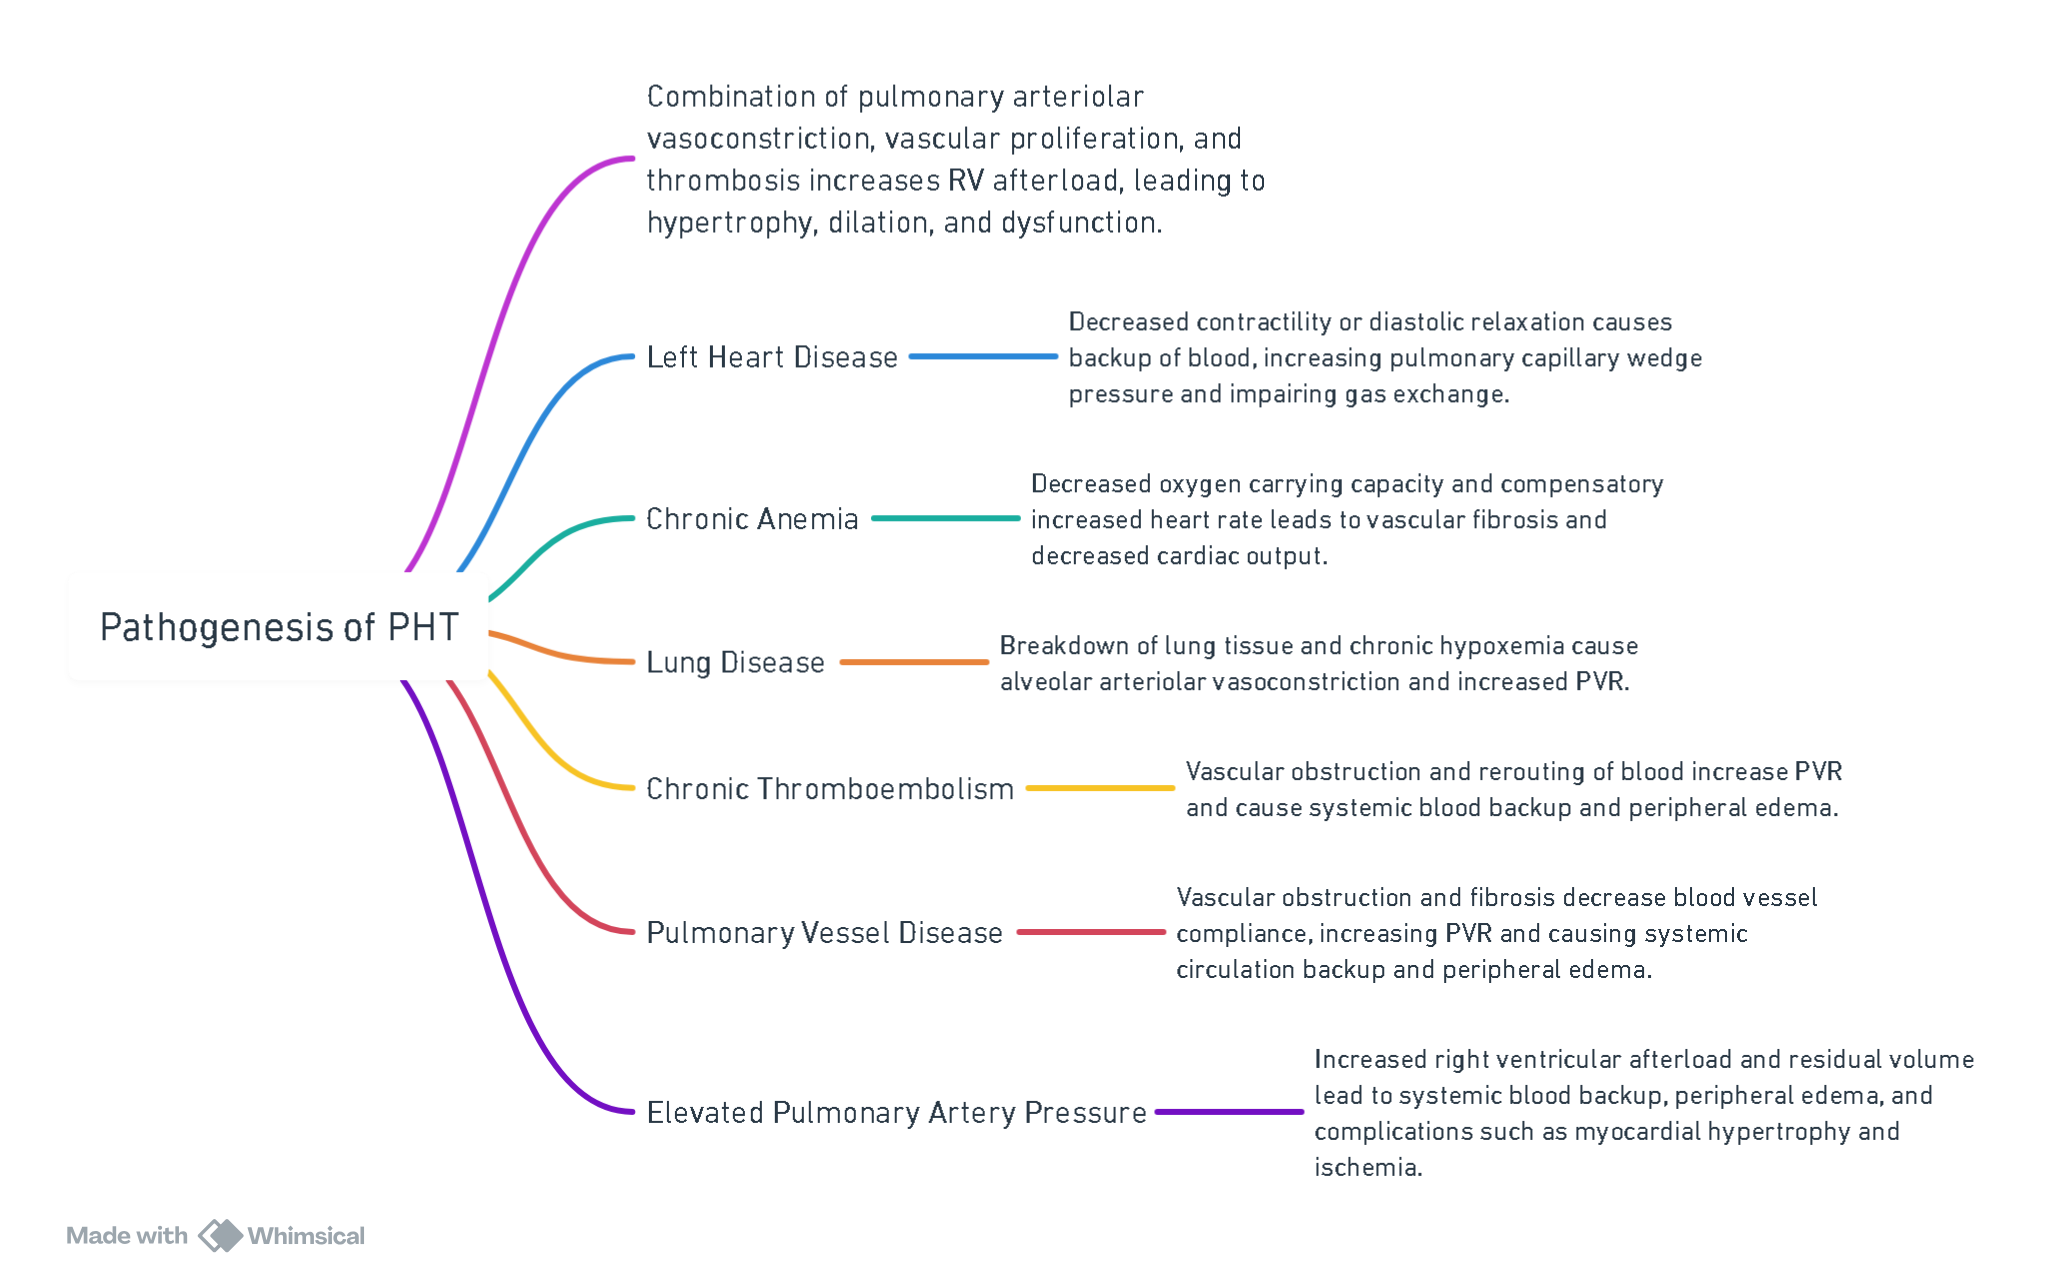 Combination of pulmonary arteriolar
vasoconstriction, vascular proliferation, and
thrombosis increases RV afterload, leading to
hypertrophy, dilation, and dysfunction.
Left Heart Disease
Decreased contractility or diastolic relaxation causes
backup of blood, increasing pulmonary capillary wedge
pressure and impairing gas exchange.
Chronic Anemia
Decreased oxygen carrying capacity and compensatory
increased heart rate leads to vascular fibrosis and
decreased cardiac output.
Pathogenesis of PHT
Lung Disease
Breakdown of lung tissue and chronic hypoxemia cause
alveolar arteriolar vasoconstriction and increased PVR.
Chronic Thromboembolism
Vascular obstruction and rerouting of blood increase PVR
and cause systemic blood backup and peripheral edema.
Pulmonary Vessel Disease
Vascular obstruction and fibrosis decrease blood vessel
compliance, increasing PVR and causing systemic
circulation backup and peripheral edema.
Elevated Pulmonary Artery Pressure
Increased right ventricular afterload and residual volume
lead to systemic blood backup, peripheral edema, and
complications such as myocardial hypertrophy and
ischemia.
Made with Whimsical